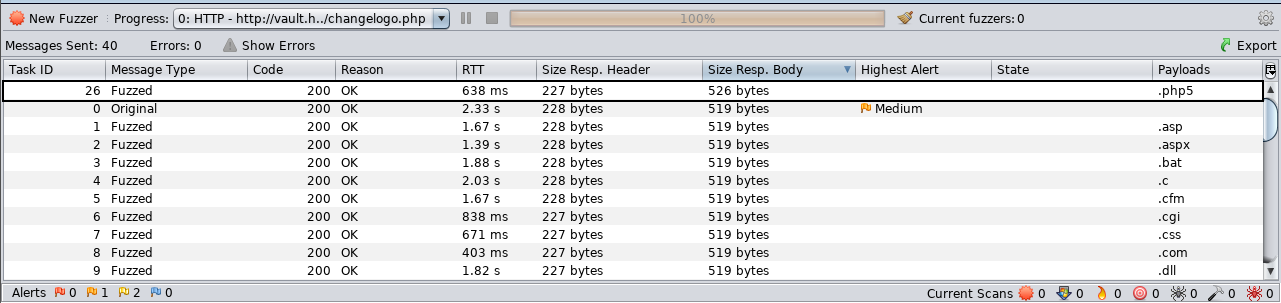 New Fuzzer Progress: 0: HTTP - http://vault.h../changelogo.php 100% Current fuzzers:0
Messages Sent: 40 Errors: 0 Show Errors Export
Task ID Message Type Code Reason RTT Size Resp. Header Size Resp. Body Highest Alert State Payloads
26 Fuzzed 200 OK 638 ms 227 bytes 526 bytes .php5
0 Original 200 OK 2.33 s 228 bytes 519 bytes Medium
1 Fuzzed 200 OK 1.67 s 228 bytes 519 bytes .asp
2 Fuzzed 200 OK 1.39 s 228 bytes 519 bytes .aspx
3 Fuzzed 200 OK 1.88 s 228 bytes 519 bytes .bat
4 Fuzzed 200 OK 2.03 s 228 bytes 519 bytes .c
5 Fuzzed 200 OK 1.67 s 228 bytes 519 bytes .cfm
6 Fuzzed 200 OK 838 ms 227 bytes 519 bytes .cgi
7 Fuzzed 200 OK 671 ms 227 bytes 519 bytes .css
8 Fuzzed 200 OK 403 ms 227 bytes 519 bytes .com
9 Fuzzed 200 OK 1.82 s 227 bytes 519 bytes .dll
Alerts 0 1 2 0 Current Scans 0 0 0 0 0 0 0